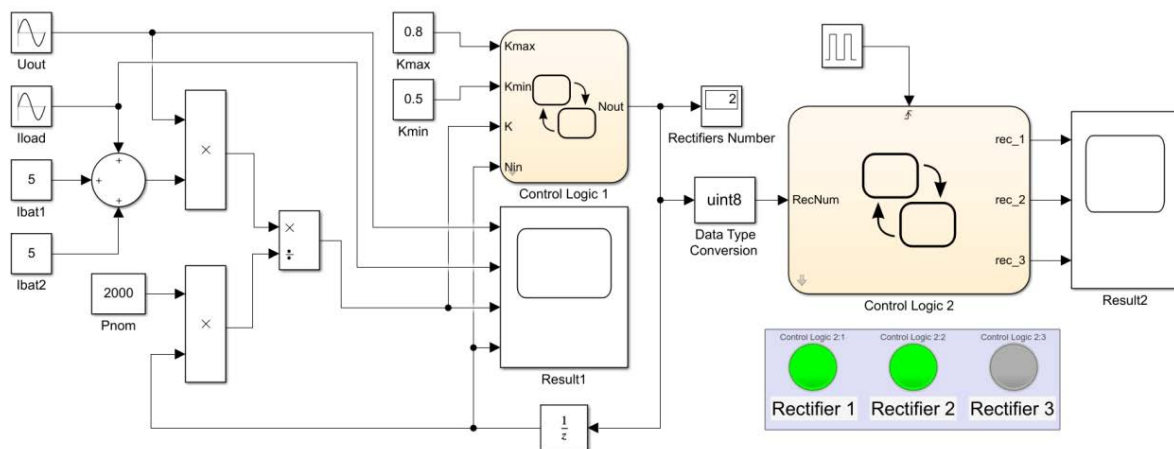 Uout
Iload
5
Ibat1
5
Ibat2
+
+
+
×
2000
Pnom
×
×
÷
0.8
Kmax
0.5
Kmin
Kmax
Kmin
K
Nin
Nout
Control Logic 1
Result1
1
z
2
Rectifiers Number
uint8
Data Type
Conversion
RecNum
rec_1
rec_2
rec_3
Control Logic 2
Result2
Control Logic 2:1
Control Logic 2:2
Control Logic 2:3
Rectifier 1
Rectifier 2
Rectifier 3